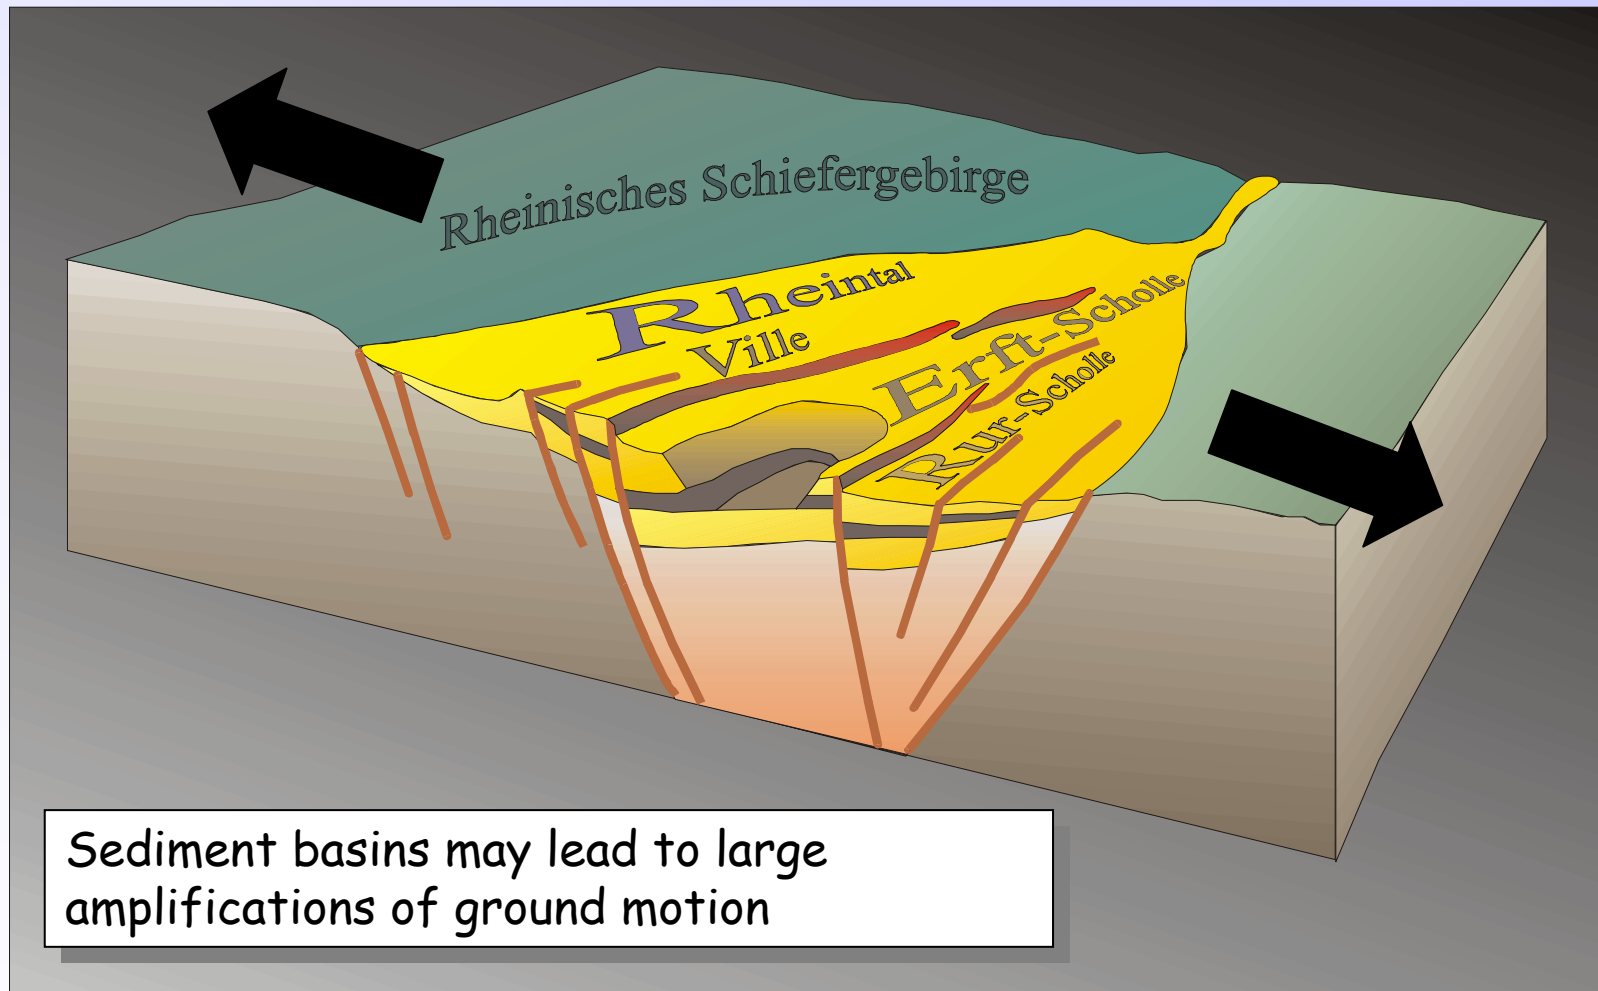 Rheinisches Schiefergebirge
Rheintal
Ville
Erft-Scholle
Rur-Scholle
Sediment basins may lead to large
amplifications of ground motion